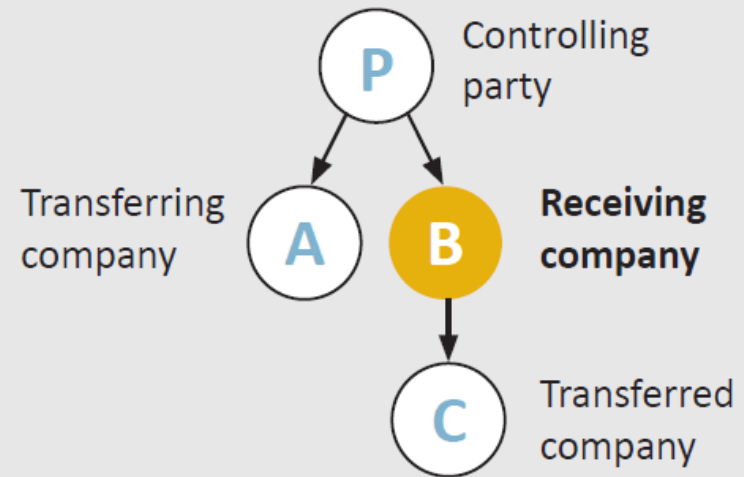 P
Controlling
party
Transferring
company
A
B
Receiving
company
C
Transferred
company